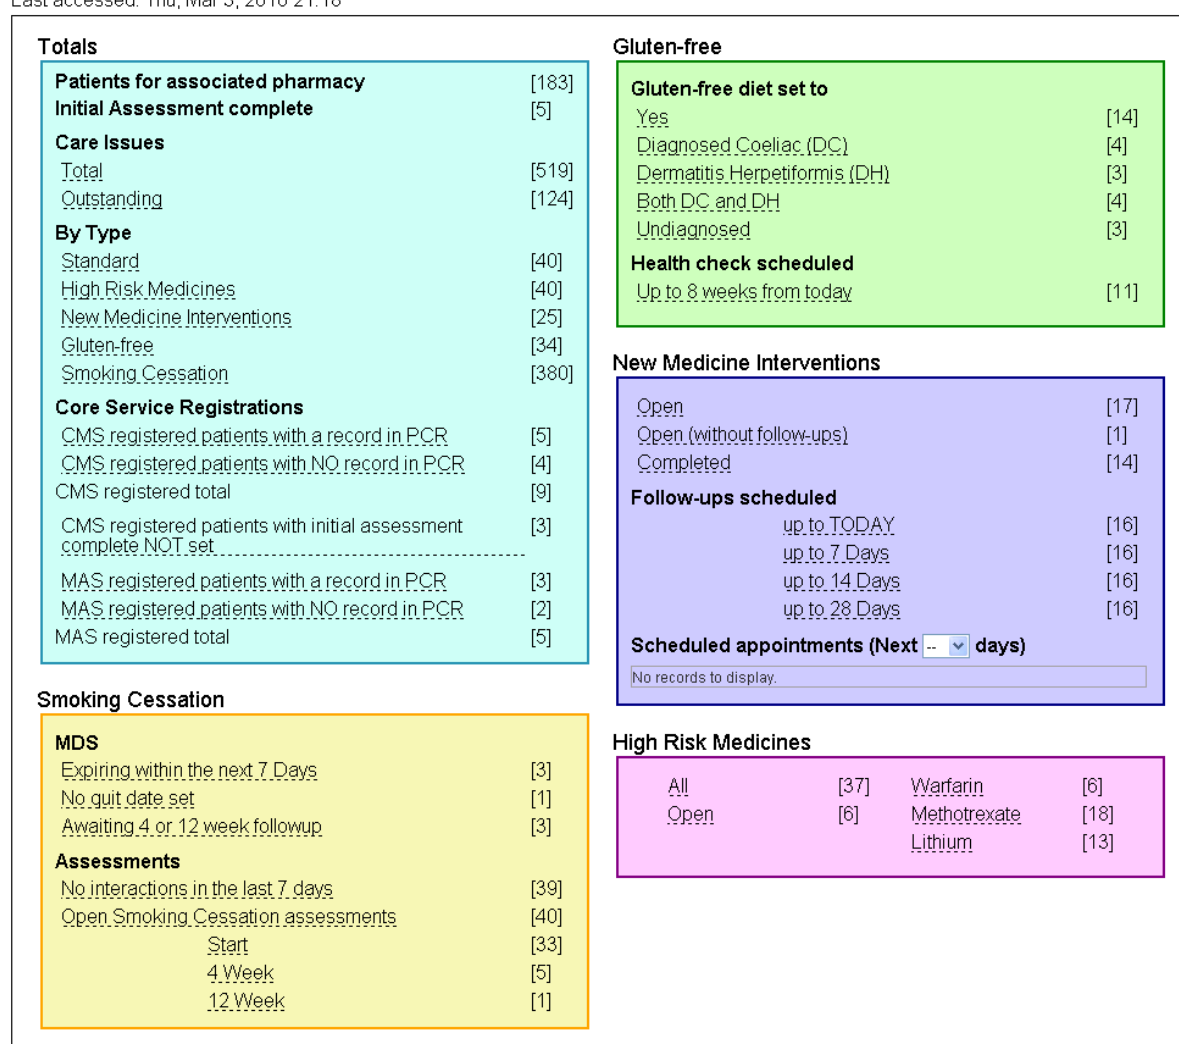 Last accessed: Thu, Mar 3, 2016 21:18
Totals
Patients for associated pharmacy [183]
Initial Assessment complete [5]
Care Issues
Total [519]
Outstanding [124]
By Type
Standard [40]
High Risk Medicines [40]
New Medicine Interventions [25]
Gluten-free [34]
Smoking Cessation [380]
Core Service Registrations
CMS registered patients with a record in PCR [5]
CMS registered patients with NO record in PCR [4]
CMS registered total [9]
CMS registered patients with initial assessment [3]
complete NOT set
MAS registered patients with a record in PCR [3]
MAS registered patients with NO record in PCR [2]
MAS registered total [5]
Smoking Cessation
MDS
Expiring within the next 7 Days [3]
No quit date set [1]
Awaiting 4 or 12 week followup [3]
Assessments
No interactions in the last 7 days [39]
Open Smoking Cessation assessments [40]
Start [33]
4 Week [5]
12 Week [1]
Gluten-free
Gluten-free diet set to
Yes [14]
Diagnosed Coeliac (DC) [4]
Dermatitis Herpetiformis (DH) [3]
Both DC and DH [4]
Undiagnosed [3]
Health check scheduled
Up to 8 weeks from today [11]
New Medicine Interventions
Open [17]
Open (without follow-ups) [1]
Completed [14]
Follow-ups scheduled
up to TODAY [16]
up to 7 Days [16]
up to 14 Days [16]
up to 28 Days [16]
Scheduled appointments (Next -- days)
No records to display.
High Risk Medicines
All [37] Warfarin [6]
Open [6] Methotrexate [18]
Lithium [13]